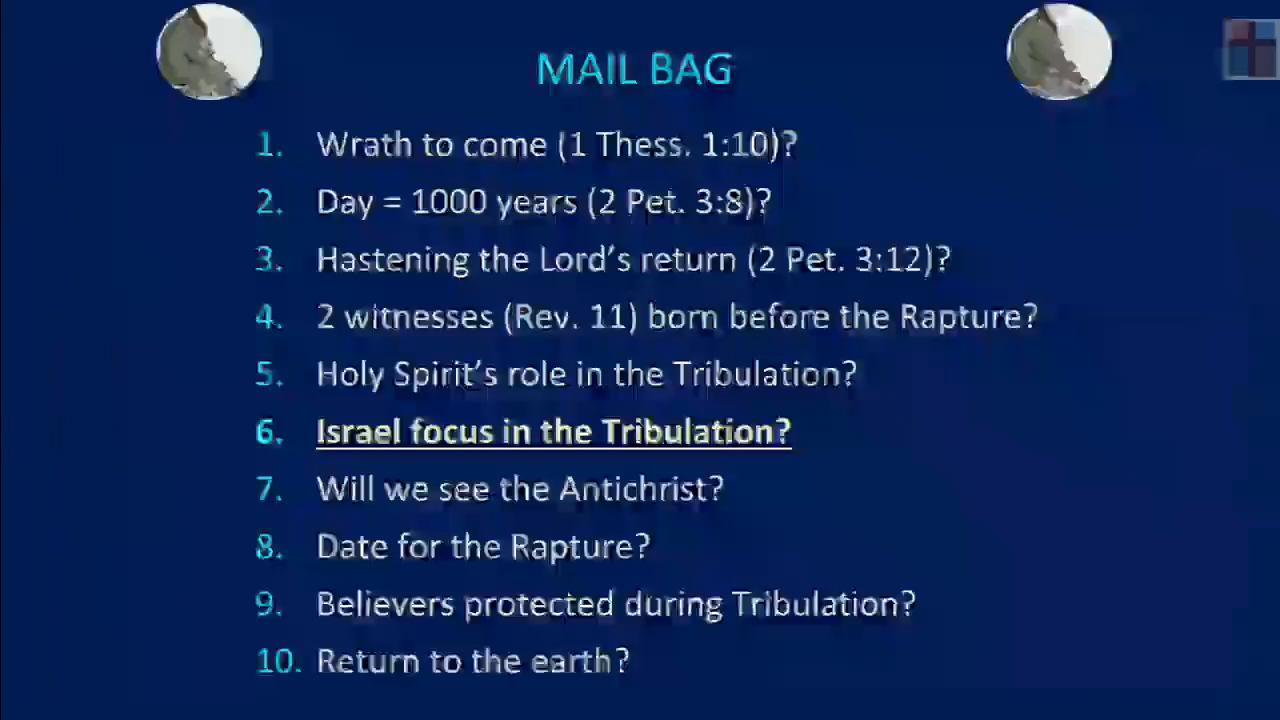 MAIL BAG
1. Wrath to come (1 Thess. 1:10)?
2. Day = 1000 years (2 Pet. 3:8)?
3. Hastening the Lord’s return (2 Pet. 3:12)?
4. 2 witnesses (Rev. 11) born before the Rapture?
5. Holy Spirit’s role in the Tribulation?
6. Israel focus in the Tribulation?
7. Will we see the Antichrist?
8. Date for the Rapture?
9. Believers protected during Tribulation?
10. Return to the earth?